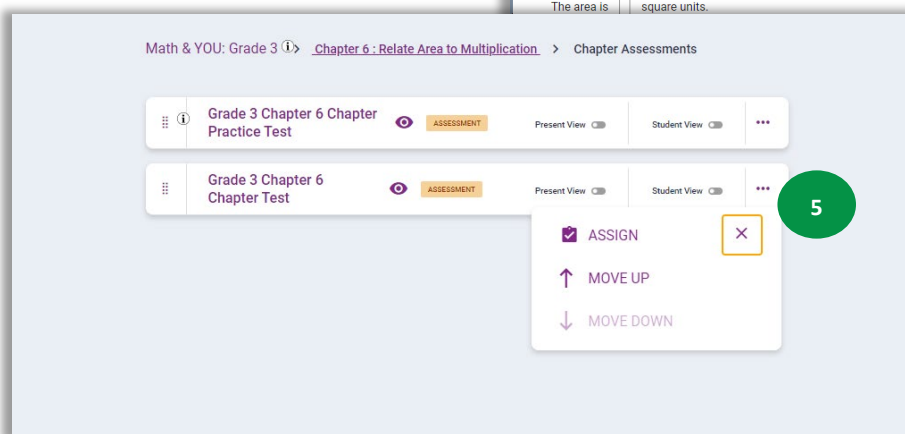 The area is square units.
Math & YOU: Grade 3 > Chapter 6 : Relate Area to Multiplication > Chapter Assessments
Grade 3 Chapter 6 Chapter
Practice Test
ASSESSMENT
Present View
Student View
Grade 3 Chapter 6
Chapter Test
ASSESSMENT
Present View
Student View
5
ASSIGN
MOVE UP
MOVE DOWN